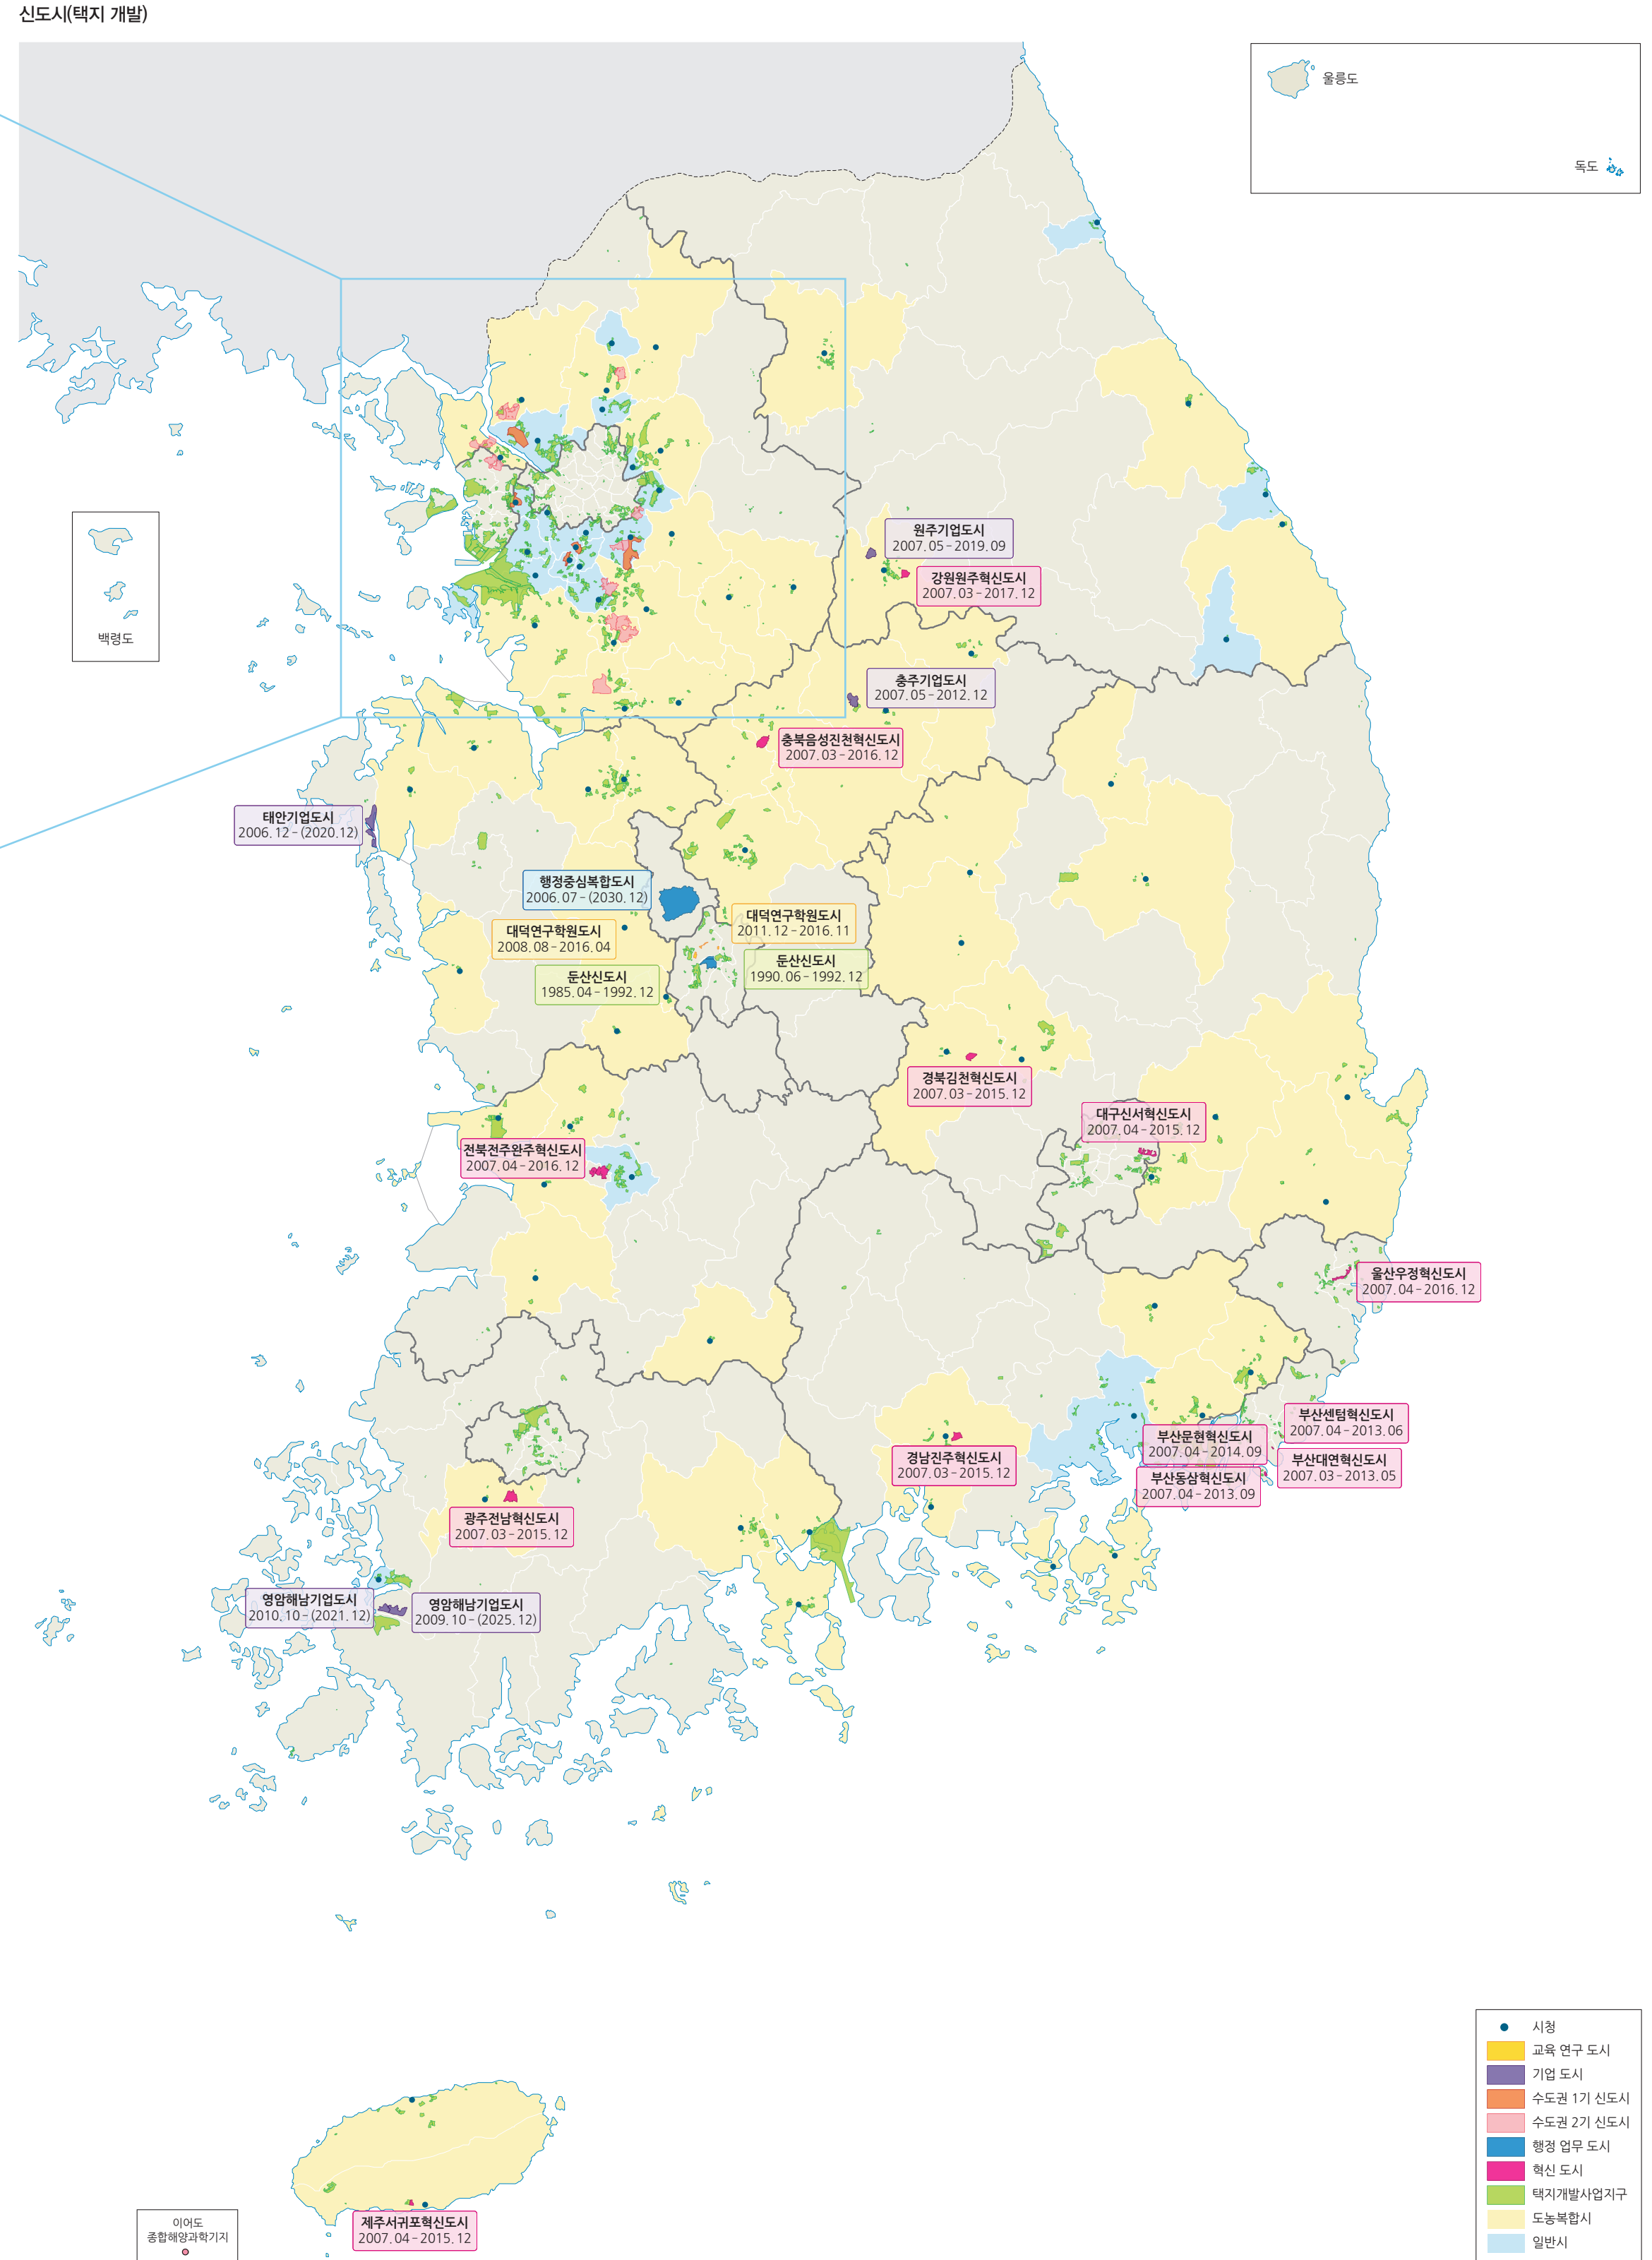 신도시(택지 개발)
울릉도
독도
백령도
원주기업도시
2007. 05 – 2019. 09
강원원주혁신도시
2007. 03 – 2017. 12
충주기업도시
2007. 05 – 2012. 12
충북음성진천혁신도시
2007. 03 – 2016. 12
태안기업도시
2006. 12 – (2020. 12)
행정중심복합도시
2006. 07 – (2030. 12)
대덕연구학원도시
2011. 12 – 2016. 11
대덕연구학원도시
2008. 08 – 2016. 04
둔산신도시
1990. 06 – 1992. 12
둔산신도시
1985. 04 – 1992. 12
경북김천혁신도시
2007. 03 – 2015. 12
대구신서혁신도시
2007. 04 – 2015. 12
전북전주완주혁신도시
2007. 04 – 2016. 12
울산우정혁신도시
2007. 04 – 2016. 12
부산센텀혁신도시
2007. 04 – 2013. 06
부산문현혁신도시
2007. 04 – 2014. 09
부산대연혁신도시
2007. 03 – 2013. 05
부산동삼혁신도시
2007. 04 – 2013. 09
경남진주혁신도시
2007. 03 – 2015. 12
광주전남혁신도시
2007. 03 – 2015. 12
영암해남기업도시
2010. 10 – (2021. 12)
영암해남기업도시
2009. 10 – (2025. 12)
제주서귀포혁신도시
2007. 04 – 2015. 12
이어도
종합해양과학기지
시청
교육 연구 도시
기업 도시
수도권 1기 신도시
수도권 2기 신도시
행정 업무 도시
혁신 도시
택지개발사업지구
도농복합시
일반시